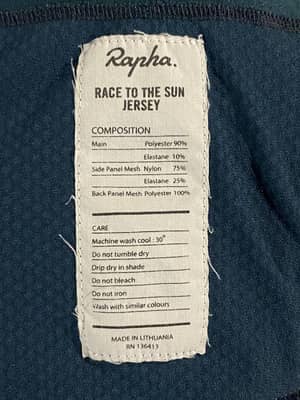 Rapha.
RACE TO THE SUN
JERSEY
COMPOSITION
Main Polyester 90%
Elastane 10%
Side Panel Mesh Nylon 75%
Elastane 25%
Back Panel Mesh Polyester 100%
CARE
Machine wash cool : 30°
Do not tumble dry
Drip dry in shade
Do not bleach
Do not iron
Wash with similar colours
MADE IN LITHUANIA
RN 136413